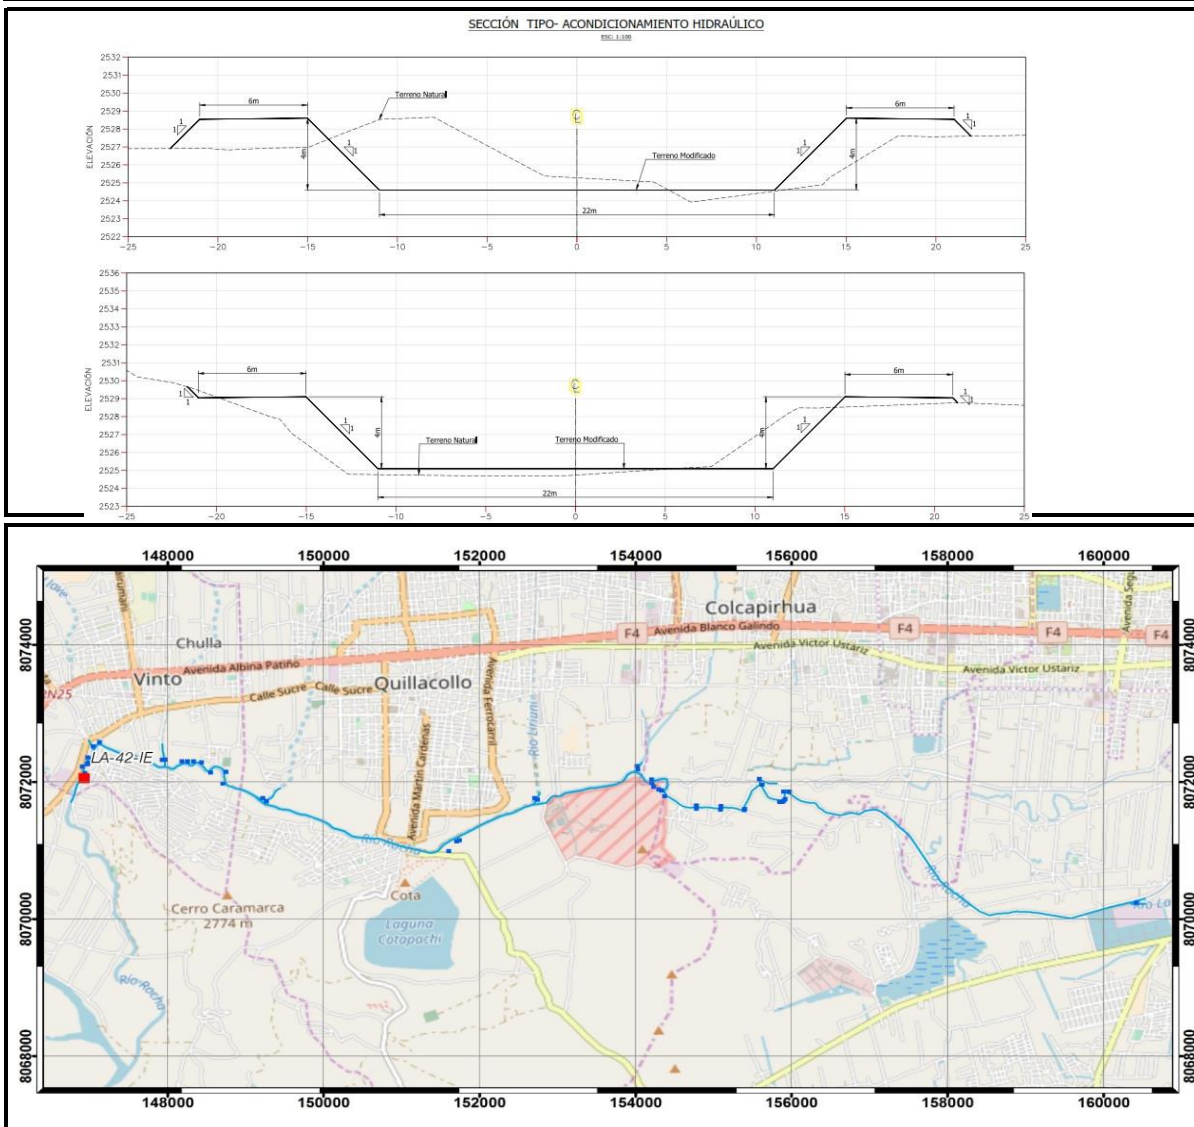 SECCIÓN TIPO- ACONDICIONAMIENTO HIDRAÚLICO
ESC: 1:100
2532
2531
2530
2529
2528
2527
2526
2525
2524
2523
2522
ELEVACIÓN
6m
Terreno Natural
6m
1
1
1
1
4m
1
1
4m
1
1
Terreno Modificado
22m
-25
-20
-15
-10
-5
0
5
10
15
20
25
2536
2535
2534
2533
2532
2531
2530
2529
2528
2527
2526
2525
2524
2523
ELEVACIÓN
6m
6m
1
1
1
1
4m
1
1
4m
1
1
Terreno Natural
Terreno Modificado
22m
-25
-20
-15
-10
-5
0
5
10
15
20
25
148000
150000
152000
154000
156000
158000
160000
8074000
8072000
8070000
8068000
Colcapirhua
F4
Avenida Blanco Galindo
F4
F4
F4
Avenida Victor Ustariz
Avenida Victor Ustariz
Chulla
Avenida Albina Patiño
Vinto
Calle Sucre
Calle Sucre
Quillacollo
Avenida Ferrocarril
Avenida Martín Cardenas
LA-42-IE
Río Rocha
Río Rocha
Cota
Cerro Caramarca
2774 m
Laguna
Cotapachi
Río Rocha
8074000
8072000
8070000
8068000
148000
150000
152000
154000
156000
158000
160000